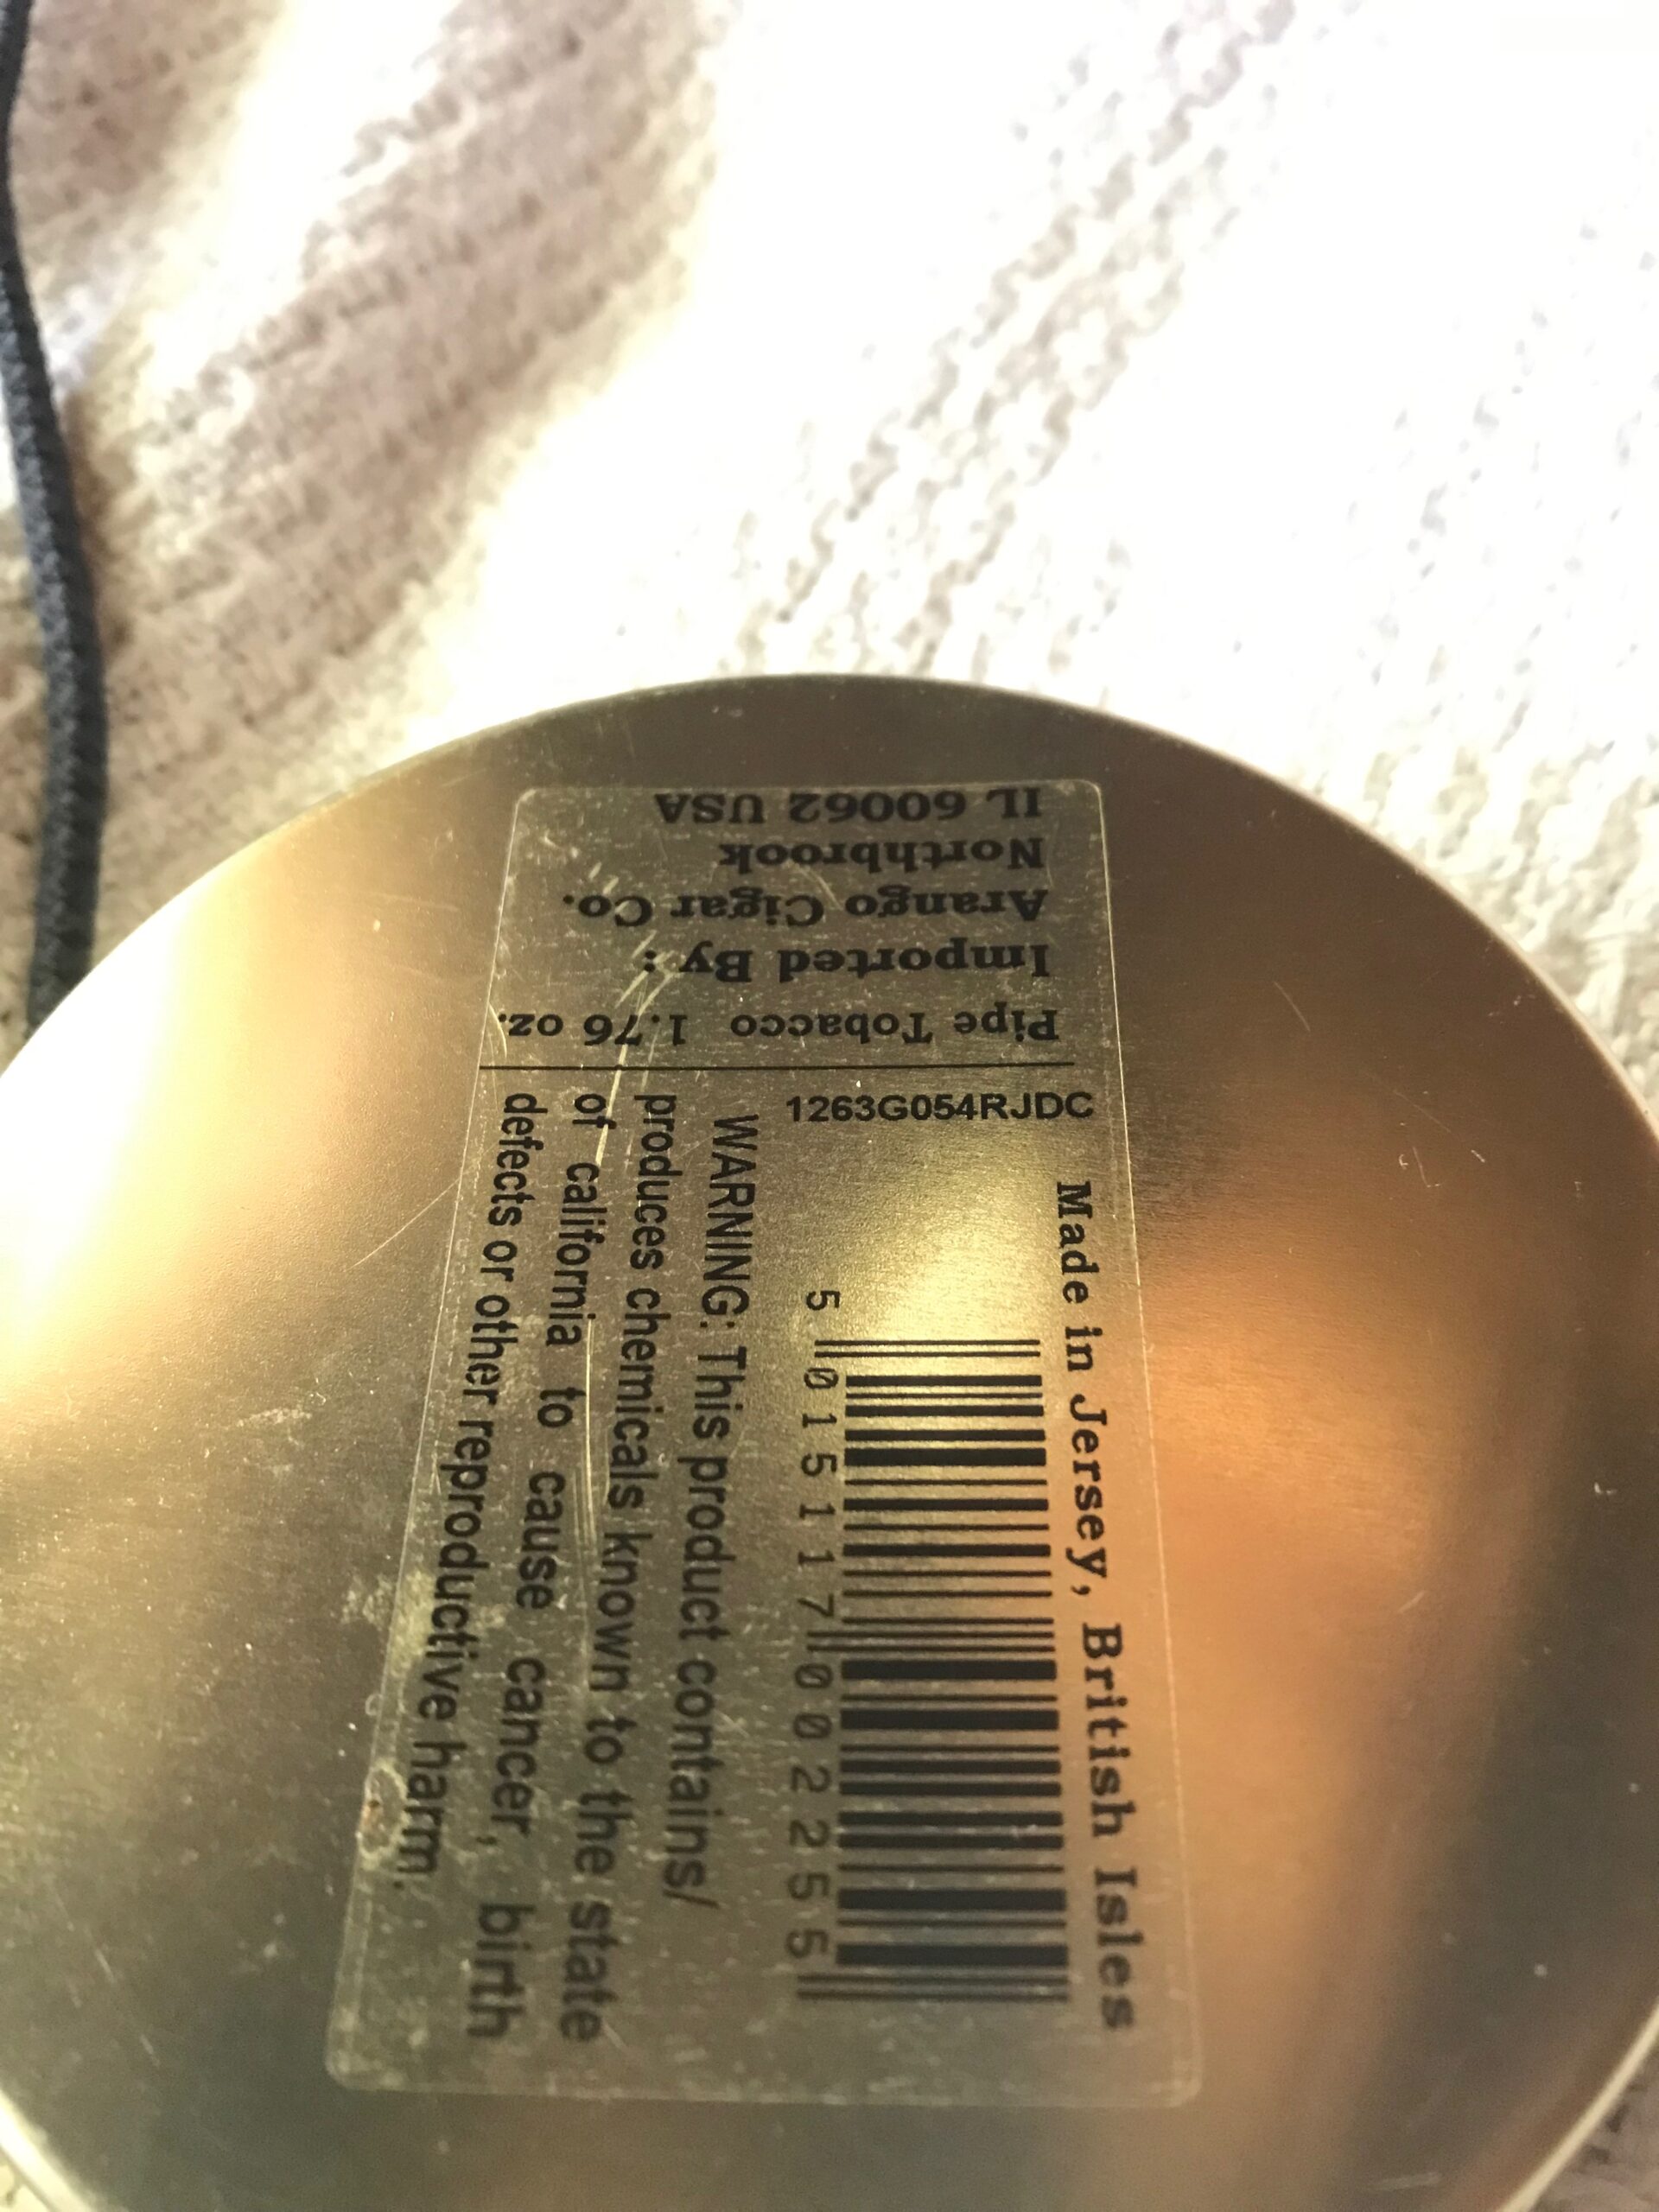 Made in Jersey, British Isles
5 015117 002255
WARNING: This product contains/
produces chemicals known to the state
of california to cause cancer, birth
defects or other reproductive harm.
1263G054RJDC
Pipe Tobacco 1.76 oz.
Imported By :
Arango Cigar Co.
Northbrook
IL 60062 USA